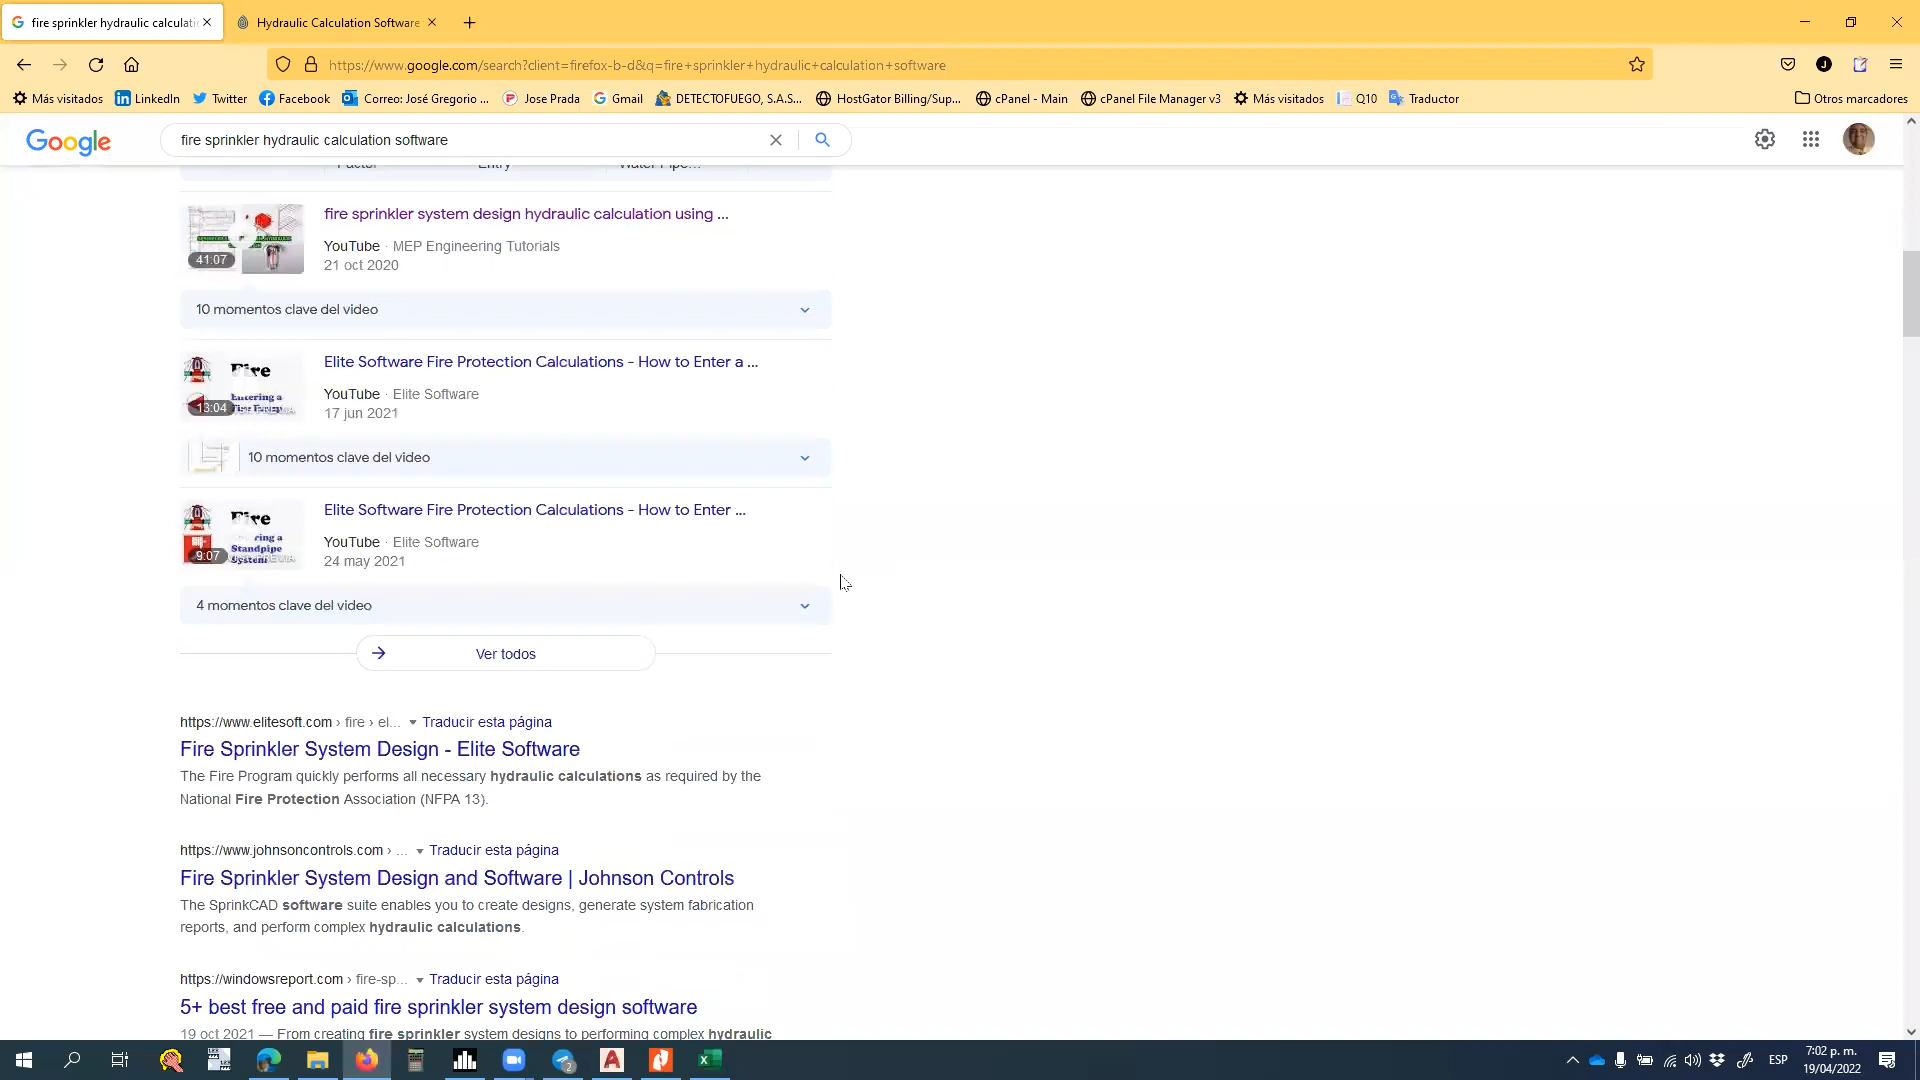 fire sprinkler hydraulic calculati
Hydraulic Calculation Software
https://www.google.com/search?client=firefox-b-d&q=fire+sprinkler+hydraulic+calculation+software
Más visitados
LinkedIn
Twitter
Facebook
Correo: José Gregorio ...
Jose Prada
Gmail
DETECTOFUEGO, S.A.S...
HostGator Billing/Sup...
cPanel - Main
cPanel File Manager v3
Más visitados
Q10
Traductor
Otros marcadores
Google
fire sprinkler hydraulic calculation software
Factor
Entry
Water Pipe...
fire sprinkler system design hydraulic calculation using ...
YouTube · MEP Engineering Tutorials
41:07
21 oct 2020
10 momentos clave del video
Elite Software Fire Protection Calculations - How to Enter a ...
Fire
YouTube · Elite Software
Entering a
13:04
17 jun 2021
10 momentos clave del video
Elite Software Fire Protection Calculations - How to Enter ...
Fire
YouTube · Elite Software
Standpipe
9:07
System
24 may 2021
4 momentos clave del video
Ver todos
https://www.elitesoft.com › fire › el... Traducir esta página
Fire Sprinkler System Design - Elite Software
The Fire Program quickly performs all necessary hydraulic calculations as required by the
National Fire Protection Association (NFPA 13).
https://www.johnsoncontrols.com › ... Traducir esta página
Fire Sprinkler System Design and Software | Johnson Controls
The SprinkCAD software suite enables you to create designs, generate system fabrication
reports, and perform complex hydraulic calculations.
https://windowsreport.com › fire-sp... Traducir esta página
5+ best free and paid fire sprinkler system design software
19 oct 2021 — From creating fire sprinkler system designs to performing complex hydraulic
2
ESP
7:02 p. m.
19/04/2022